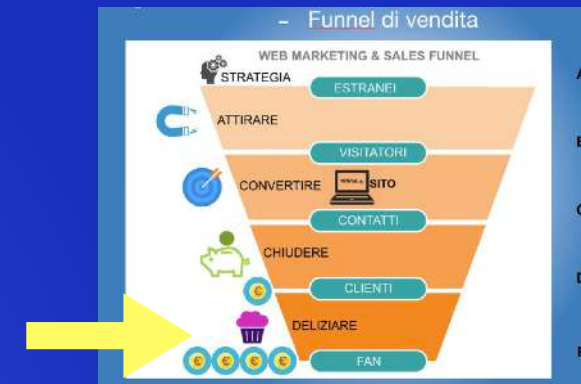 - Funnel di vendita
WEB MARKETING & SALES FUNNEL
STRATEGIA
ESTRANEI
ATTIRARE
VISITATORI
CONVERTIRE
SITO
CONTATTI
CHIUDERE
CLIENTI
DELIZIARE
FAN